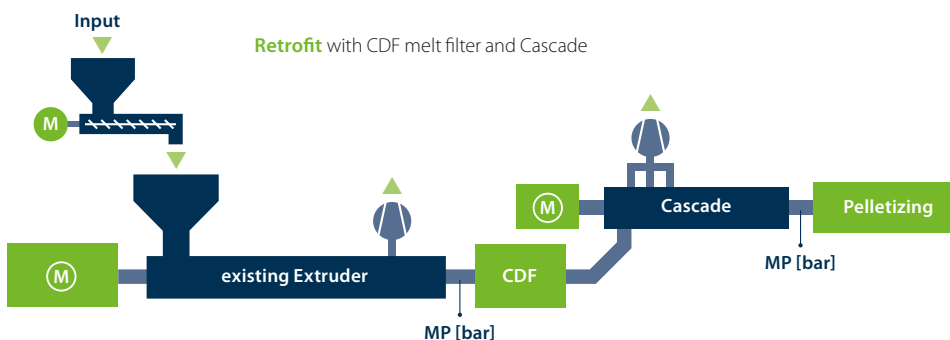 Input
Retrofit with CDF melt filter and Cascade
M
M
existing Extruder
MP [bar]
CDF
M
Cascade
MP [bar]
Pelletizing